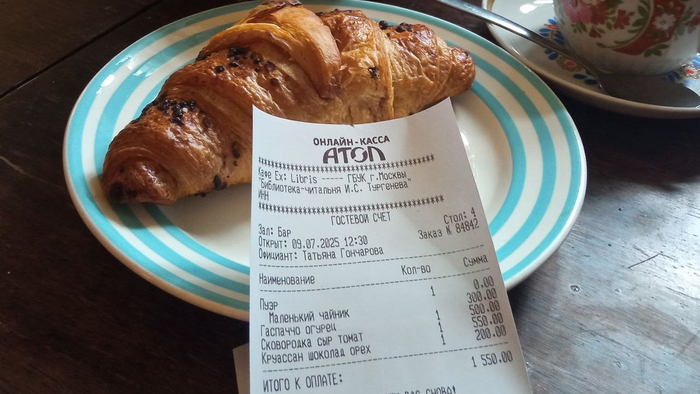 ОНЛАЙН-КАССА
АТОЛ
Кафе Ex: Libris ----- ГБУК г.Москвы
"Библиотека-читальня И.С. Тургенева"
ИНН
ГОСТЕВОЙ СЧЕТ
Зал: Бар Стол: 4
Открыт: 09.07.2025 12:30 Заказ № 84842
Официант: Татьяна Гончарова
Наименование Кол-во Сумма
Пуэр 1 0.00
Маленький чайник 300.00
Гаспаччо огурец 1 500.00
Сковородка сыр томат 1 550.00
Круассан шоколад орех 1 200.00
ИТОГО К ОПЛАТЕ: 1 550.00